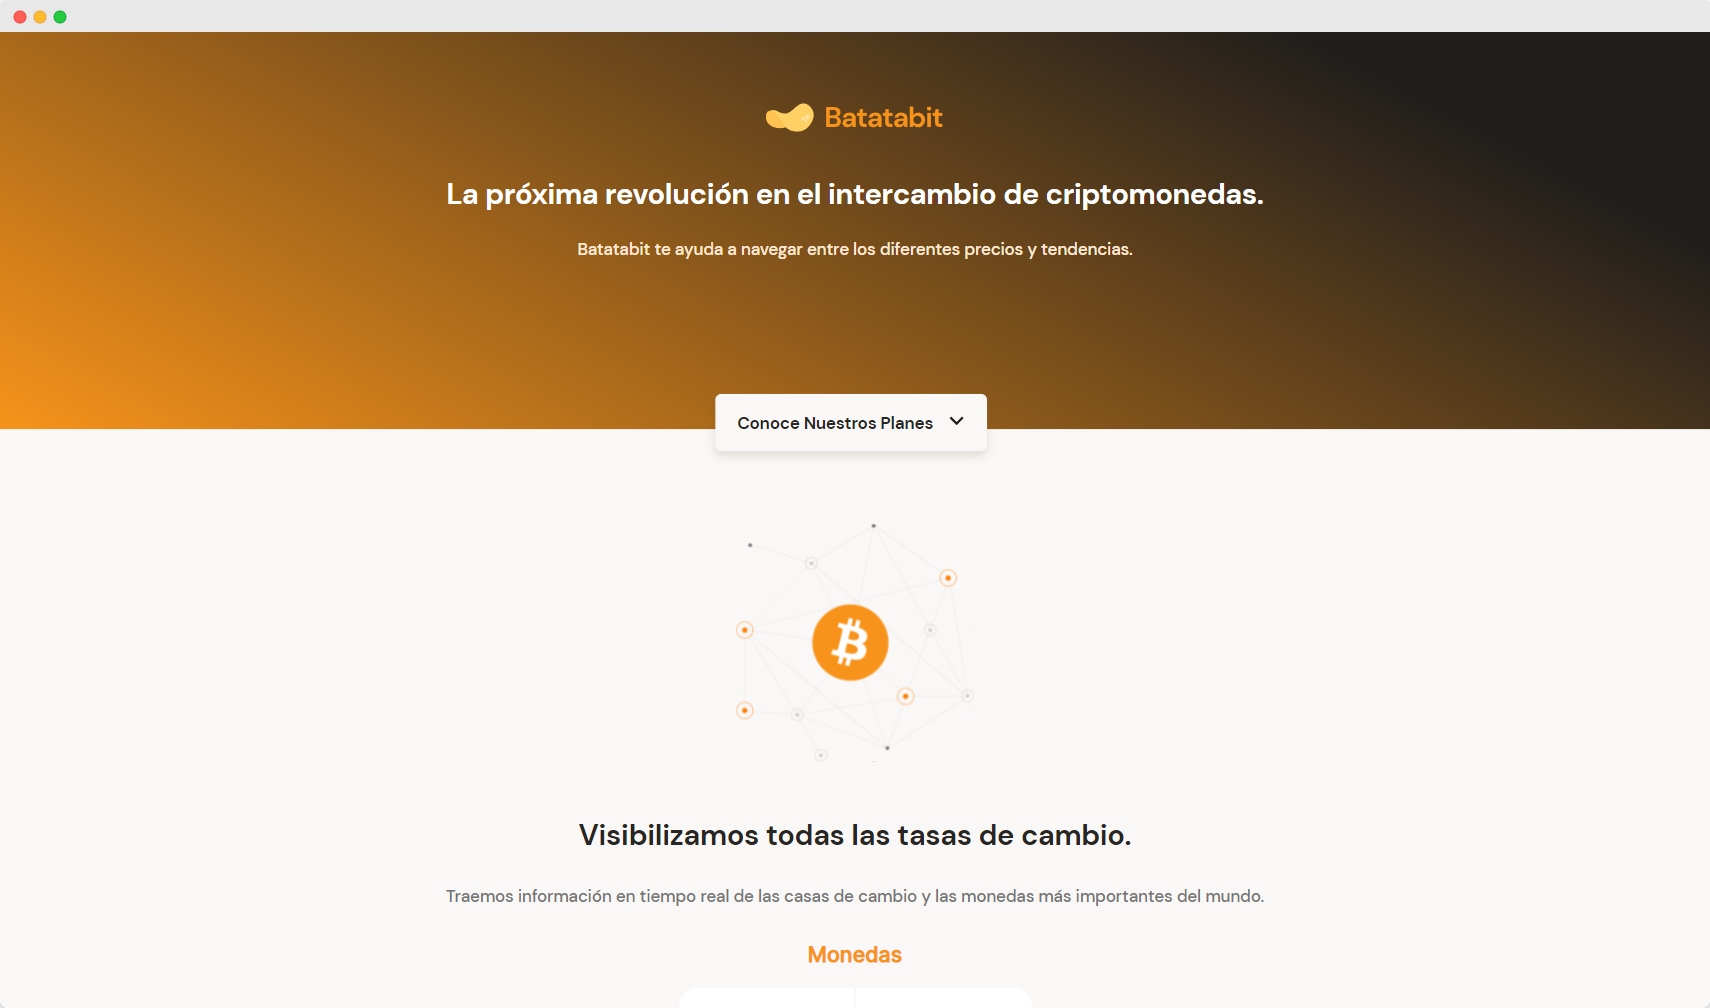 Batatabit
La próxima revolución en el intercambio de criptomonedas.
Batatabit te ayuda a navegar entre los diferentes precios y tendencias.
Conoce Nuestros Planes
Visibilizamos todas las tasas de cambio.
Traemos información en tiempo real de las casas de cambio y las monedas más importantes del mundo.
Monedas